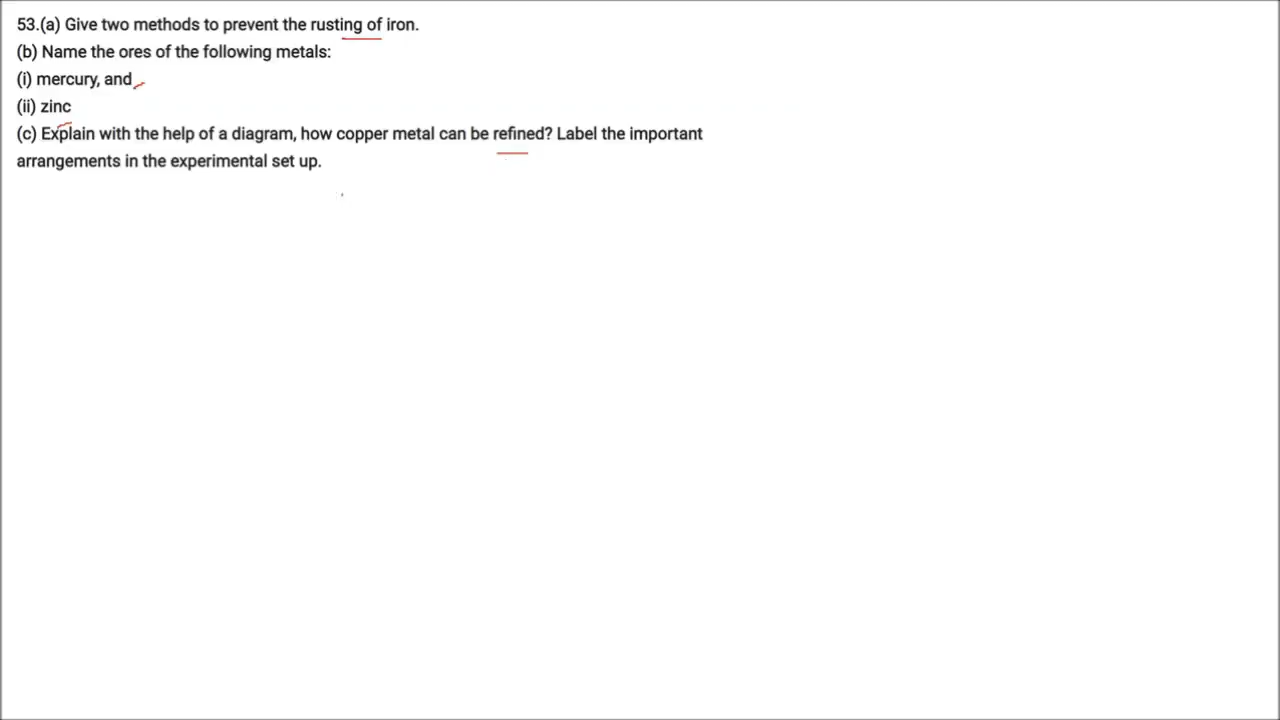 53.(a) Give two methods to prevent the rusting of iron.
(b) Name the ores of the following metals:
(i) mercury, and
(ii) zinc
(c) Explain with the help of a diagram, how copper metal can be refined? Label the important
arrangements in the experimental set up.